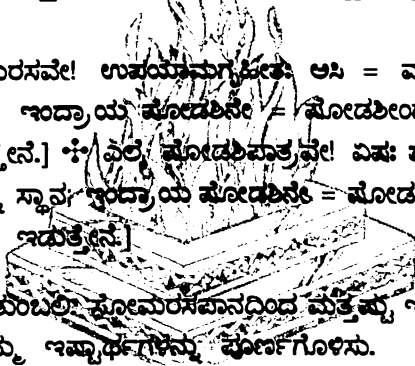 ರಸವೇ! ಉಪಯಾಮಗೃಹೀತಃ ಅಸಿ =
ಇಂದ್ರಾಯ ಷೋಡಶಿನೇ = ಷೋಡಶೀಂ
ತ್ತೇನೆ.] ಎಲೈ ಷೋಡಶಿಪಾತ್ರವೇ! ಏಷಃ
ಸ್ಥಾನ, ಇಂದ್ರಾಯ ಷೋಡಶಿನೇ = ಷೋಡ
ಇಡುತ್ತೇನೆ.]
ಸೋಮರಸಪಾನದಿಂದ ಮತ್ತಷ್ಟು
ಇಷ್ಟಾರ್ಥಗಳನ್ನು ಪೂರ್ಣಗೊಳಿಸು.